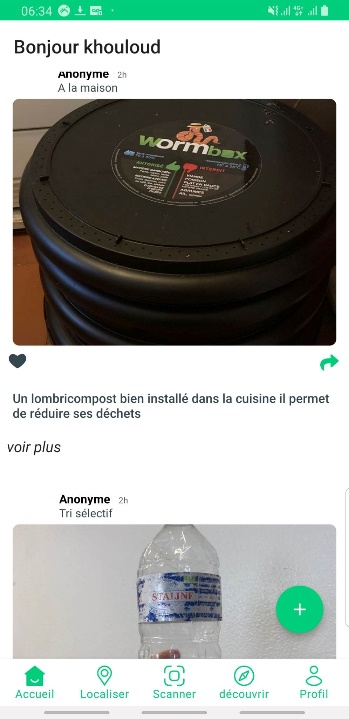 06:34
Bonjour khouloud
Anonyme 2h
A la maison
wormbox
AUTORISÉ
INTERDIT
Un lombricompost bien installé dans la cuisine il permet
de réduire ses déchets
voir plus
Anonyme 2h
Tri sélectif
STALINE
+
Accueil Localiser Scanner découvrir Profil